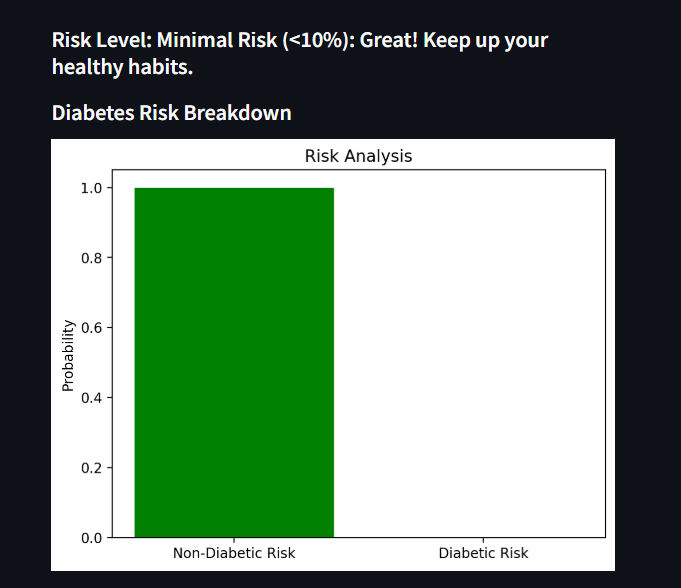 Risk Level: Minimal Risk (<10%): Great! Keep up your
healthy habits.
Diabetes Risk Breakdown
Risk Analysis
1.0
0.8
0.6
0.4
0.2
0.0
Probability
Non-Diabetic Risk
Diabetic Risk